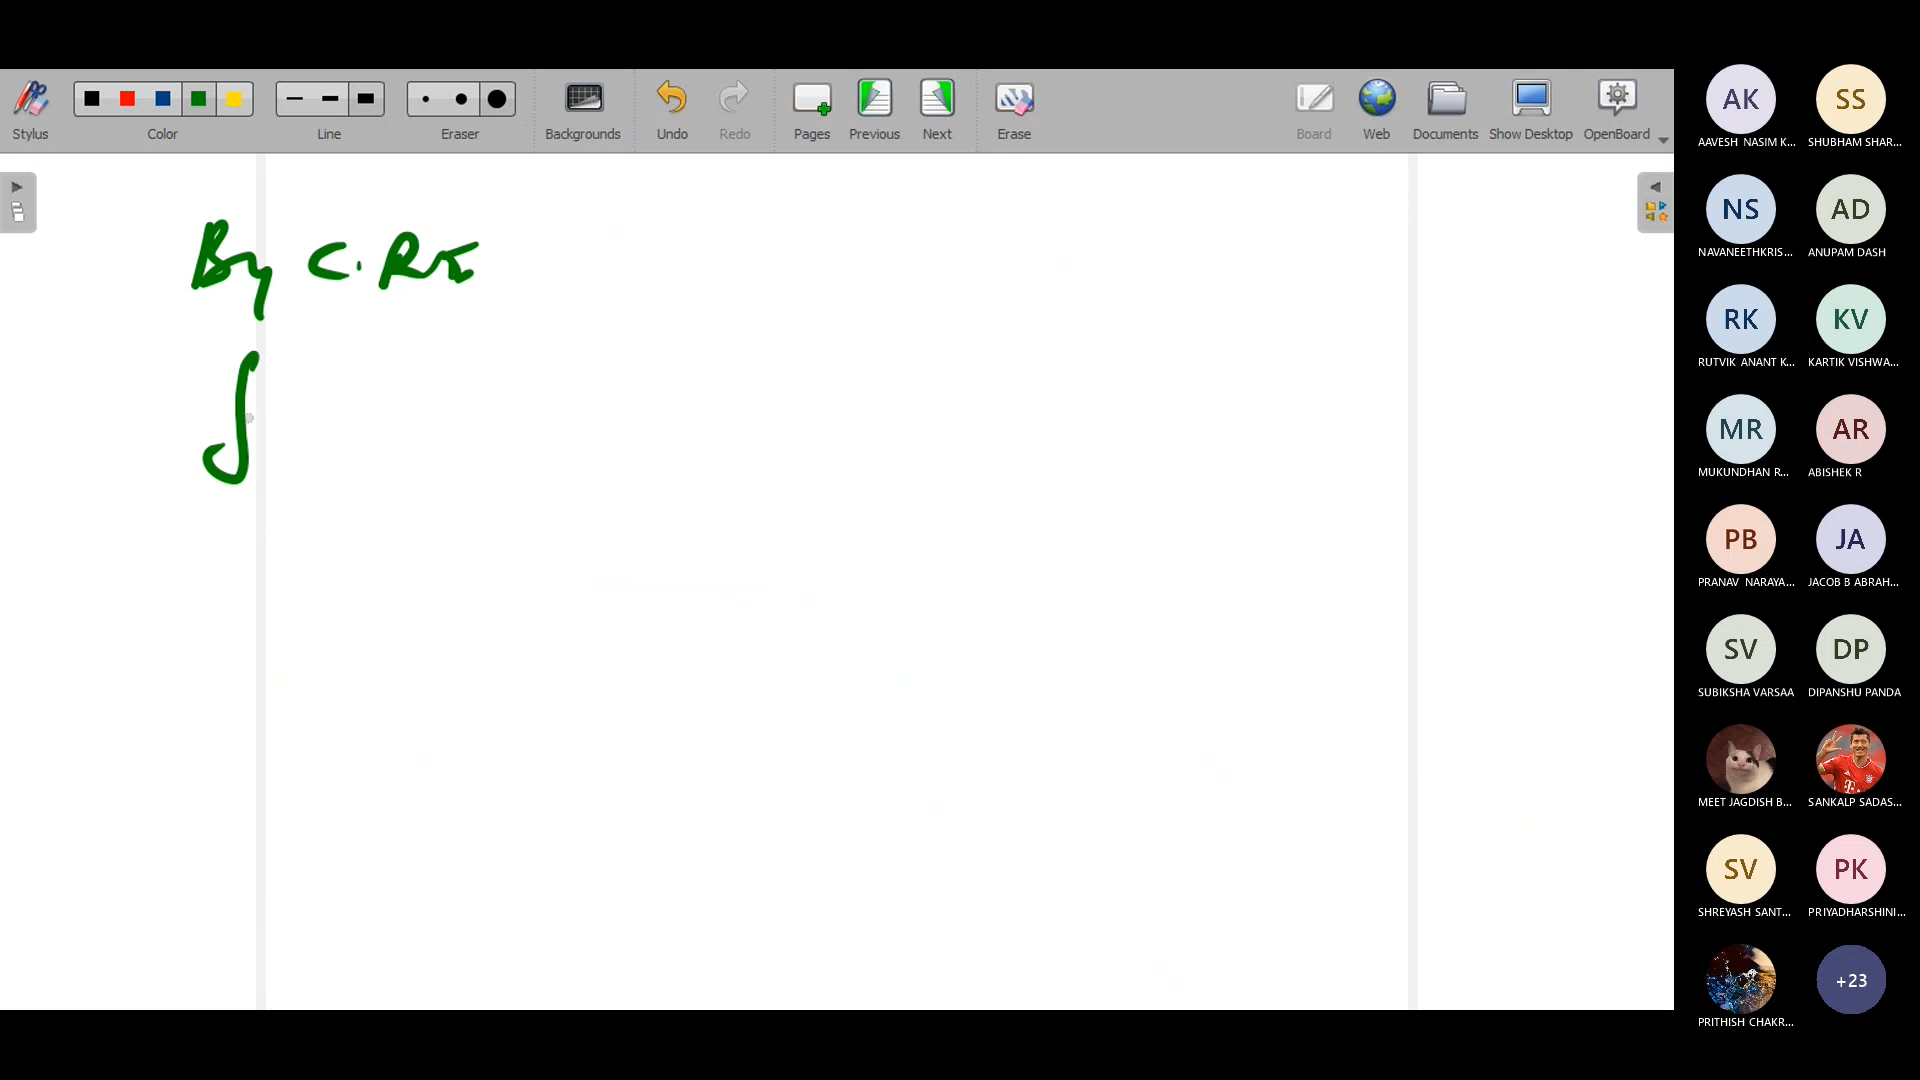 Stylus
Color
Line
Eraser
Backgrounds
Undo
Redo
Pages
Previous
Next
Erase
Board
Web
Documents
Show Desktop
OpenBoard
By C.
∫
AK
AAVESH NASIM K...
SS
SHUBHAM SHAR...
NS
NAVANEETHKRIS...
AD
ANUPAM DASH
RK
RUTVIK ANANT K...
KV
KARTIK VISHWA...
MR
MUKUNDHAN R...
AR
ABISHEK R
PB
PRANAV NARAYA...
JA
JACOB B ABRAH...
SV
SUBIKSHA VARSAA
DP
DIPANSHU PANDA
MEET JAGDISH B...
SANKALP SADAS...
SV
SHREYASH SANT...
PK
PRIYADHARSHINI...
PRITHISH CHAKR...
+23